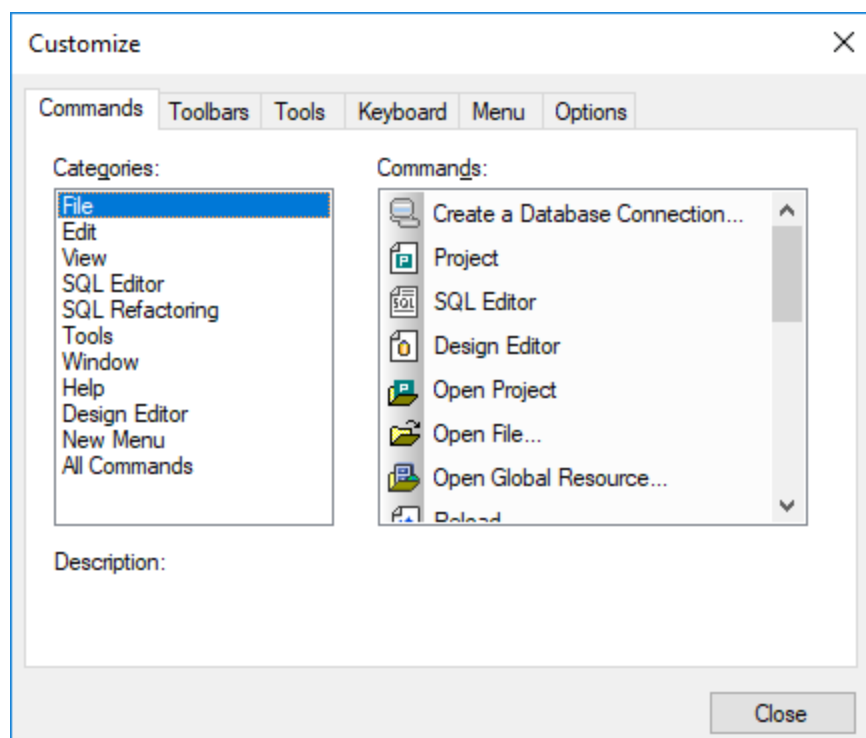 Customize
Commands Toolbars Tools Keyboard Menu Options
Categories:
File
Edit
View
SQL Editor
SQL Refactoring
Tools
Window
Help
Design Editor
New Menu
All Commands
Commands:
Create a Database Connection...
P Project
SQL SQL Editor
Design Editor
P Open Project
Open File...
Open Global Resource...
Reload
Description:
Close